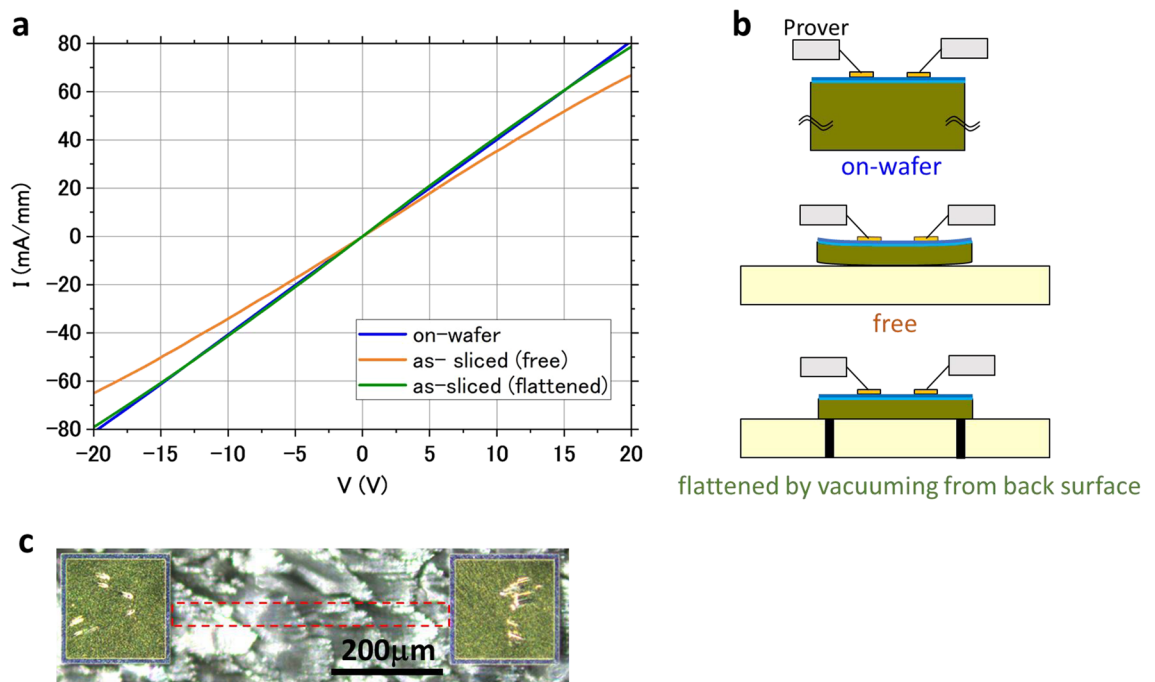 a
80
60
40
20
0
−20
−40
−60
−80
I (mA/mm)
−20 −15 −10 −5 0 5 10 15 20
V (V)
on−wafer
as− sliced (free)
as−sliced (flattened)
b
Prover
on-wafer
free
flattened by vacuuming from back surface
c
200μm